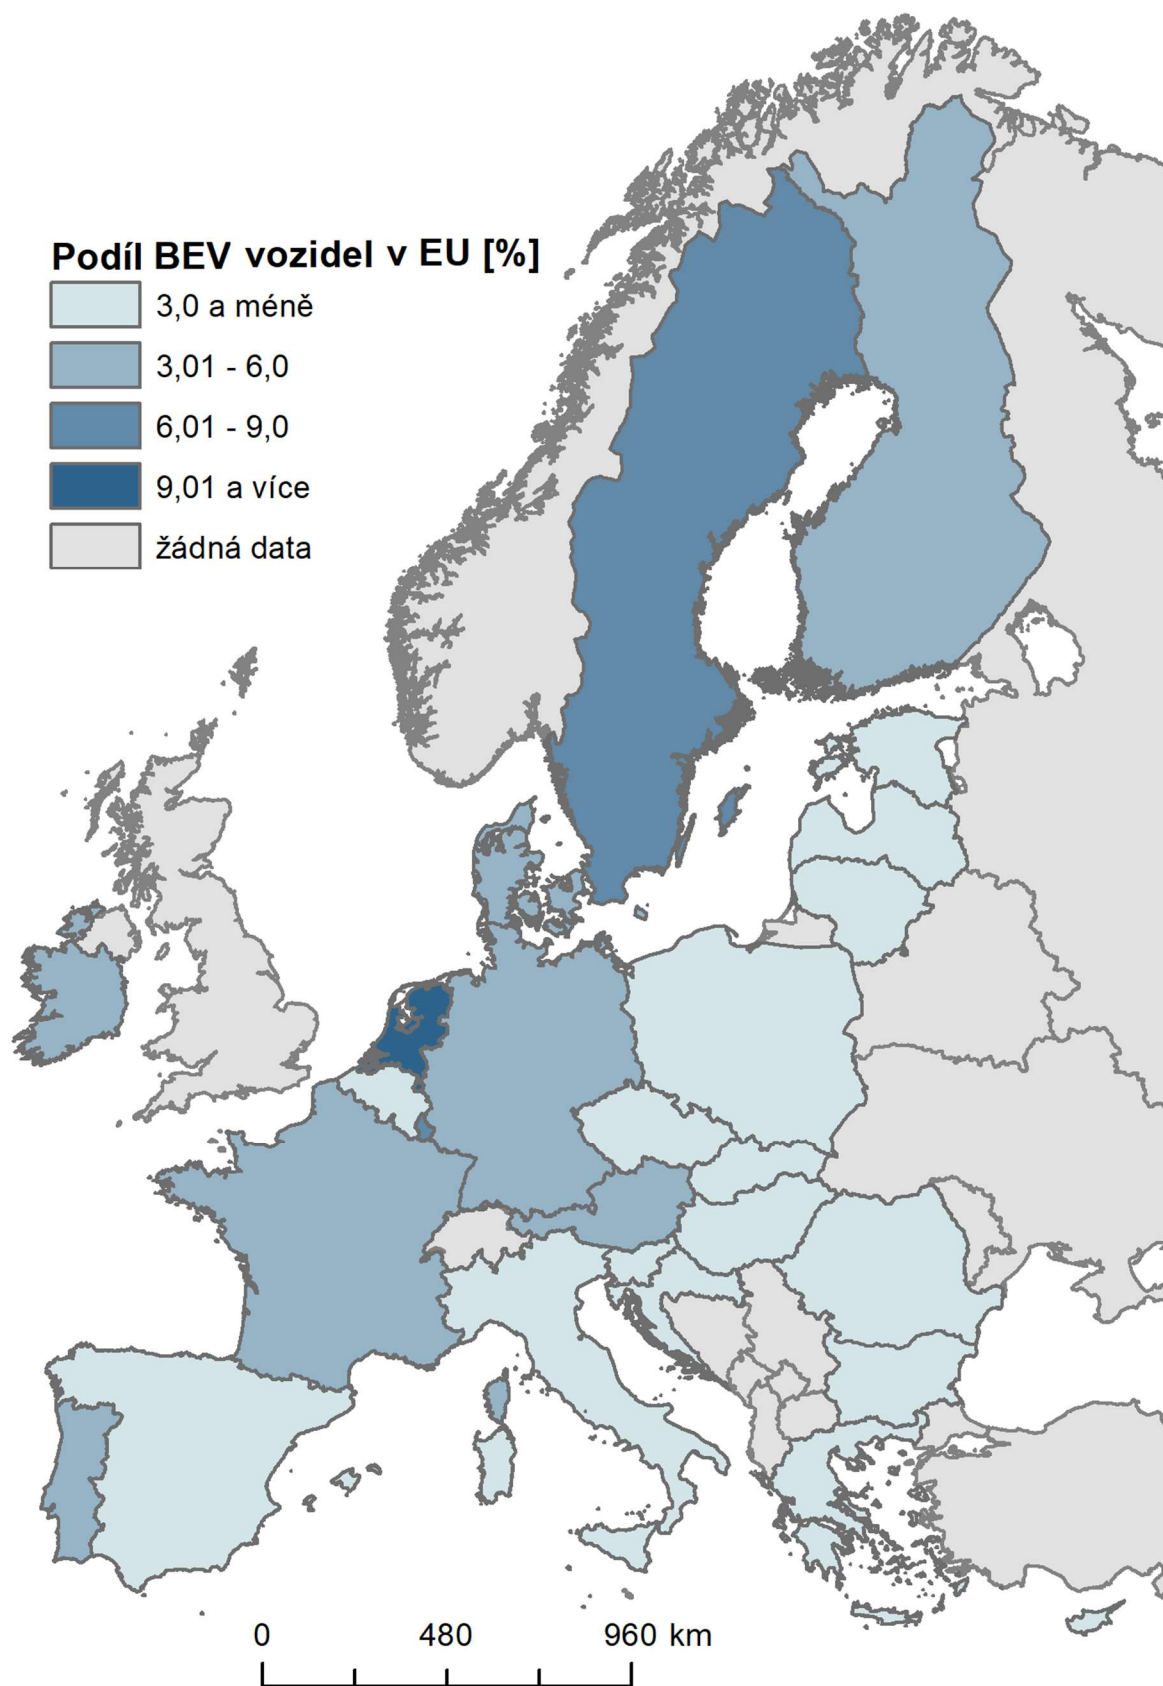 Podíl BEV vozidel v EU [%]
3,0 a méně
3,01 - 6,0
6,01 - 9,0
9,01 a více
žádná data
0 480 960 km